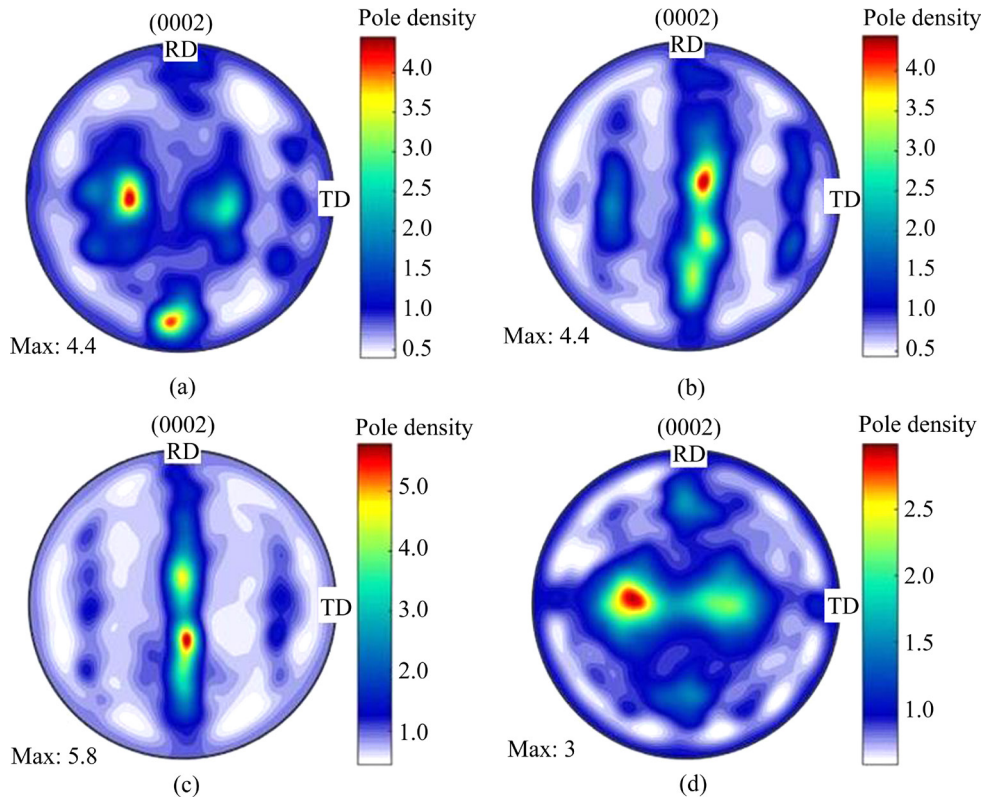 (0002)
RD
TD
Pole density
4.0
3.5
3.0
2.5
2.0
1.5
1.0
0.5
Max: 4.4
(a)
(0002)
RD
TD
Pole density
4.0
3.5
3.0
2.5
2.0
1.5
1.0
0.5
Max: 4.4
(b)
(0002)
RD
TD
Pole density
5.0
4.0
3.0
2.0
1.0
Max: 5.8
(c)
(0002)
RD
TD
Pole density
2.5
2.0
1.5
1.0
Max: 3
(d)